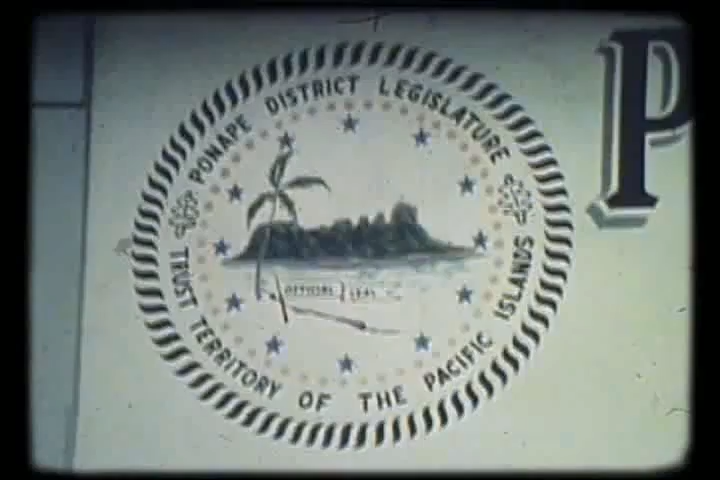 PONAPE DISTRICT LEGISLATURE
P
OFFICIAL SEAL
TRUST TERRITORY OF THE PACIFIC ISLANDS